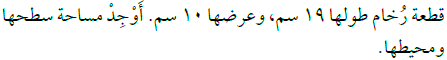 قطعة رُخام طولها ١٩ سم، وعرضها ١٠ سم. أَوْجِدْ مساحة سطحها
ومحيطها.